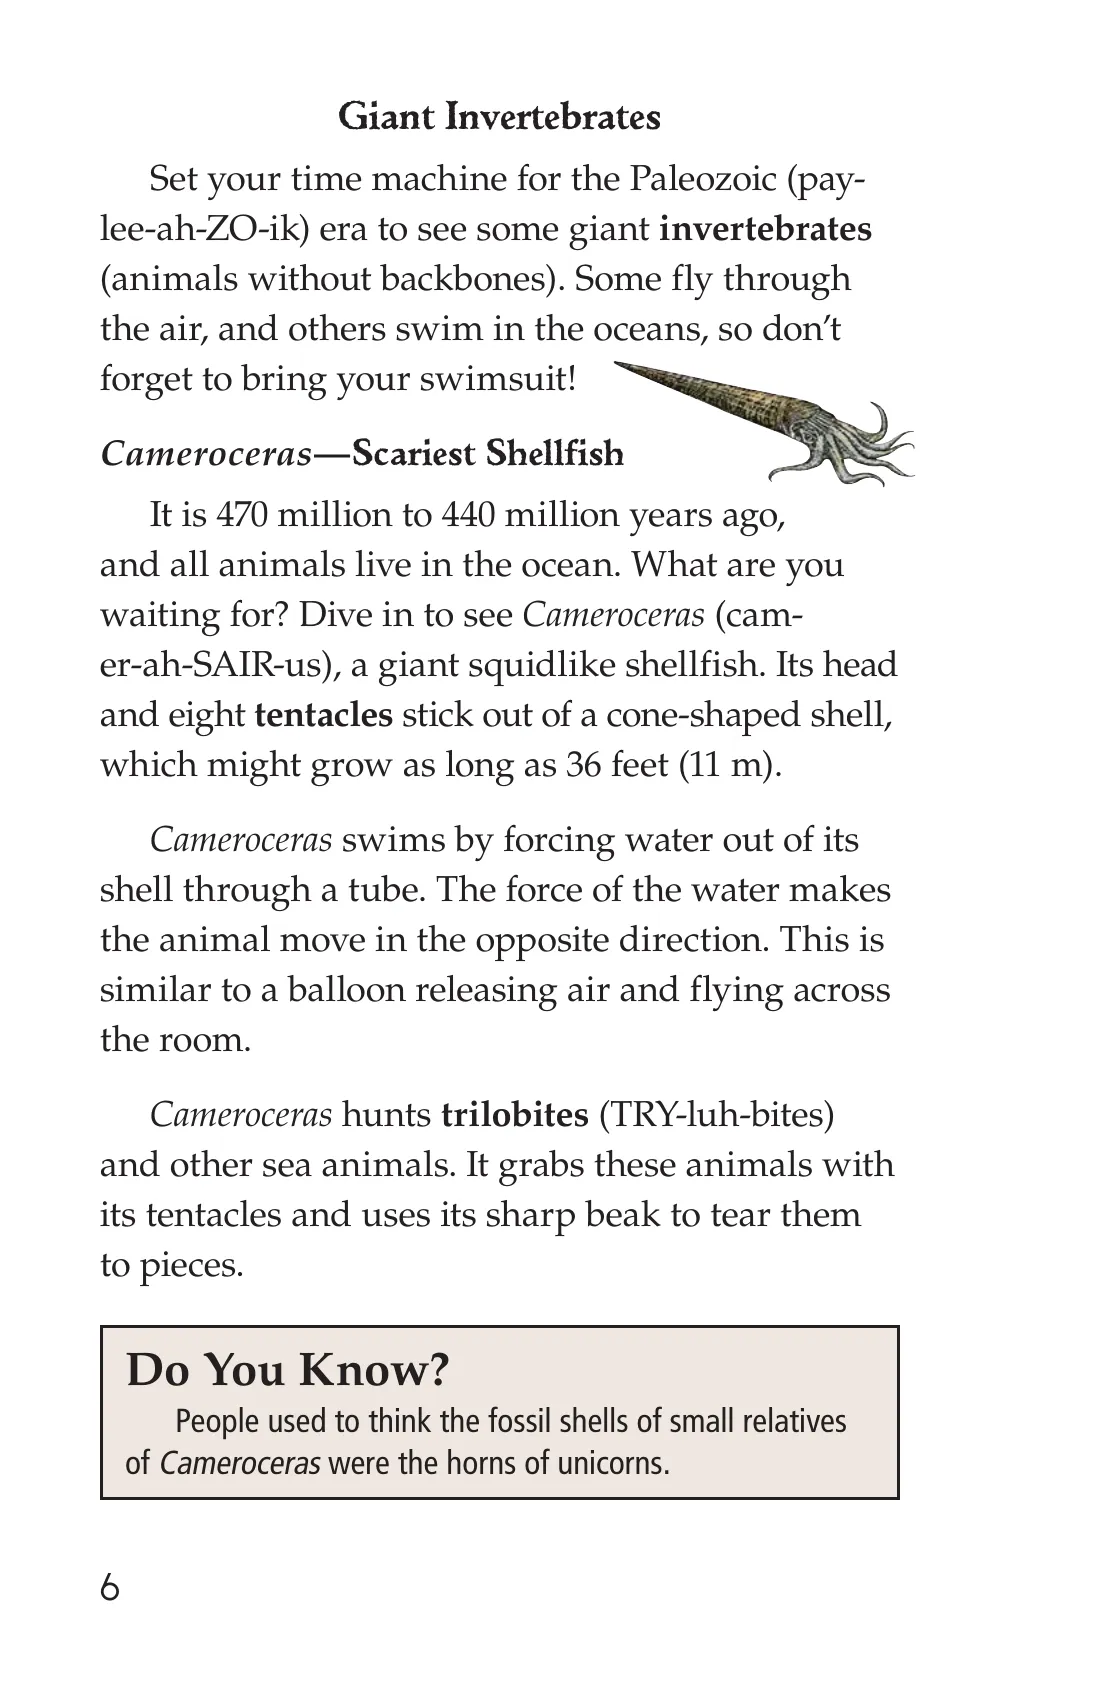 Giant Invertebrates
Set your time machine for the Paleozoic (pay-
lee-ah-ZO-ik) era to see some giant invertebrates
(animals without backbones). Some fly through
the air, and others swim in the oceans, so don’t
forget to bring your swimsuit!
Cameroceras—Scariest Shellfish
It is 470 million to 440 million years ago,
and all animals live in the ocean. What are you
waiting for? Dive in to see Cameroceras (cam-
er-ah-SAIR-us), a giant squidlike shellfish. Its head
and eight tentacles stick out of a cone-shaped shell,
which might grow as long as 36 feet (11 m).
Cameroceras swims by forcing water out of its
shell through a tube. The force of the water makes
the animal move in the opposite direction. This is
similar to a balloon releasing air and flying across
the room.
Cameroceras hunts trilobites (TRY-luh-bites)
and other sea animals. It grabs these animals with
its tentacles and uses its sharp beak to tear them
to pieces.
Do You Know?
People used to think the fossil shells of small relatives
of Cameroceras were the horns of unicorns.
6